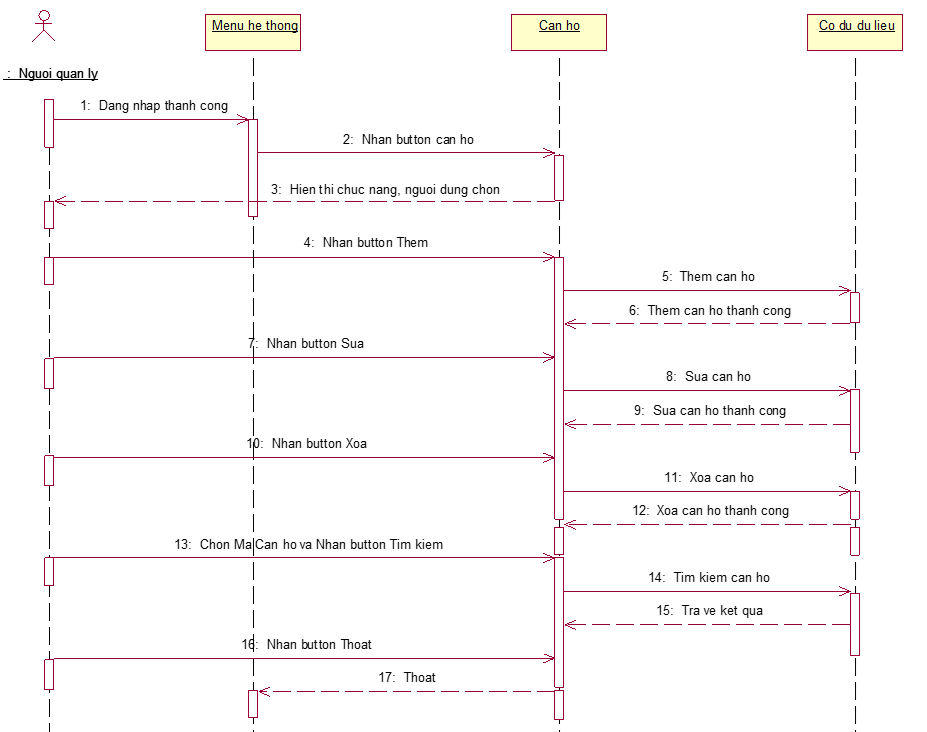 Menu he thong
Can ho
Co du du lieu
: Nguoi quan ly
1: Dang nhap thanh cong
2: Nhan button can ho
3: Hien thi chuc nang, nguoi dung chon
4: Nhan button Them
5: Them can ho
6: Them can ho thanh cong
7: Nhan button Sua
8: Sua can ho
9: Sua can ho thanh cong
10: Nhan button Xoa
11: Xoa can ho
12: Xoa can ho thanh cong
13: Chon Ma Can ho va Nhan button Tim kiem
14: Tim kiem can ho
15: Tra ve ket qua
16: Nhan button Thoat
17: Thoat